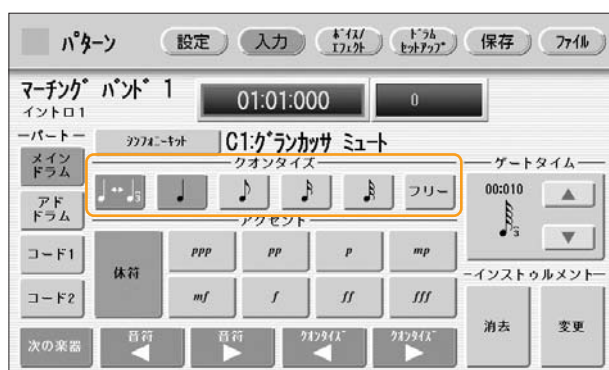 パターン
設定
入力
ボイス/エフェクト
ドラムセットアップ
保存
ファイル
マーチング バンド 1
イントロ1
01:01:000
0
パート
シンフォニーキット
C1:グランカッサ ミュート
メインドラム
クオンタイズ
3
フリー
ゲートタイム
00:010
3
アドドラム
アクセント
コード1
休符
ppp
pp
p
mp
コード2
mf
f
ff
fff
インストゥルメント
消去
変更
次の楽器
音符
音符
クオンタイズ
クオンタイズ